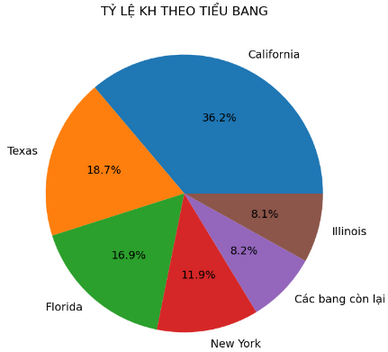 TỶ LỆ KH THEO TIỂU BANG
California
36.2%
Texas
18.7%
8.1%
Illinois
16.9%
8.2%
11.9%
Các bang còn lại
Florida
New York